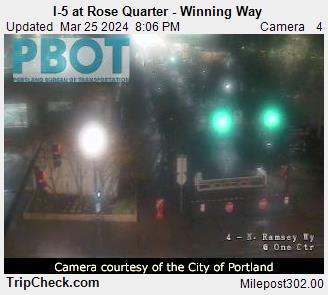 I-5 at Rose Quarter - Winning Way
Updated Mar 25 2024 8:06 PM Camera 4
PBOT
PORTLAND BUREAU OF TRANSPORTATION
4 - N. Ramsey Wy
@ One Ctr
Camera courtesy of the City of Portland
TripCheck.com Milepost302.00